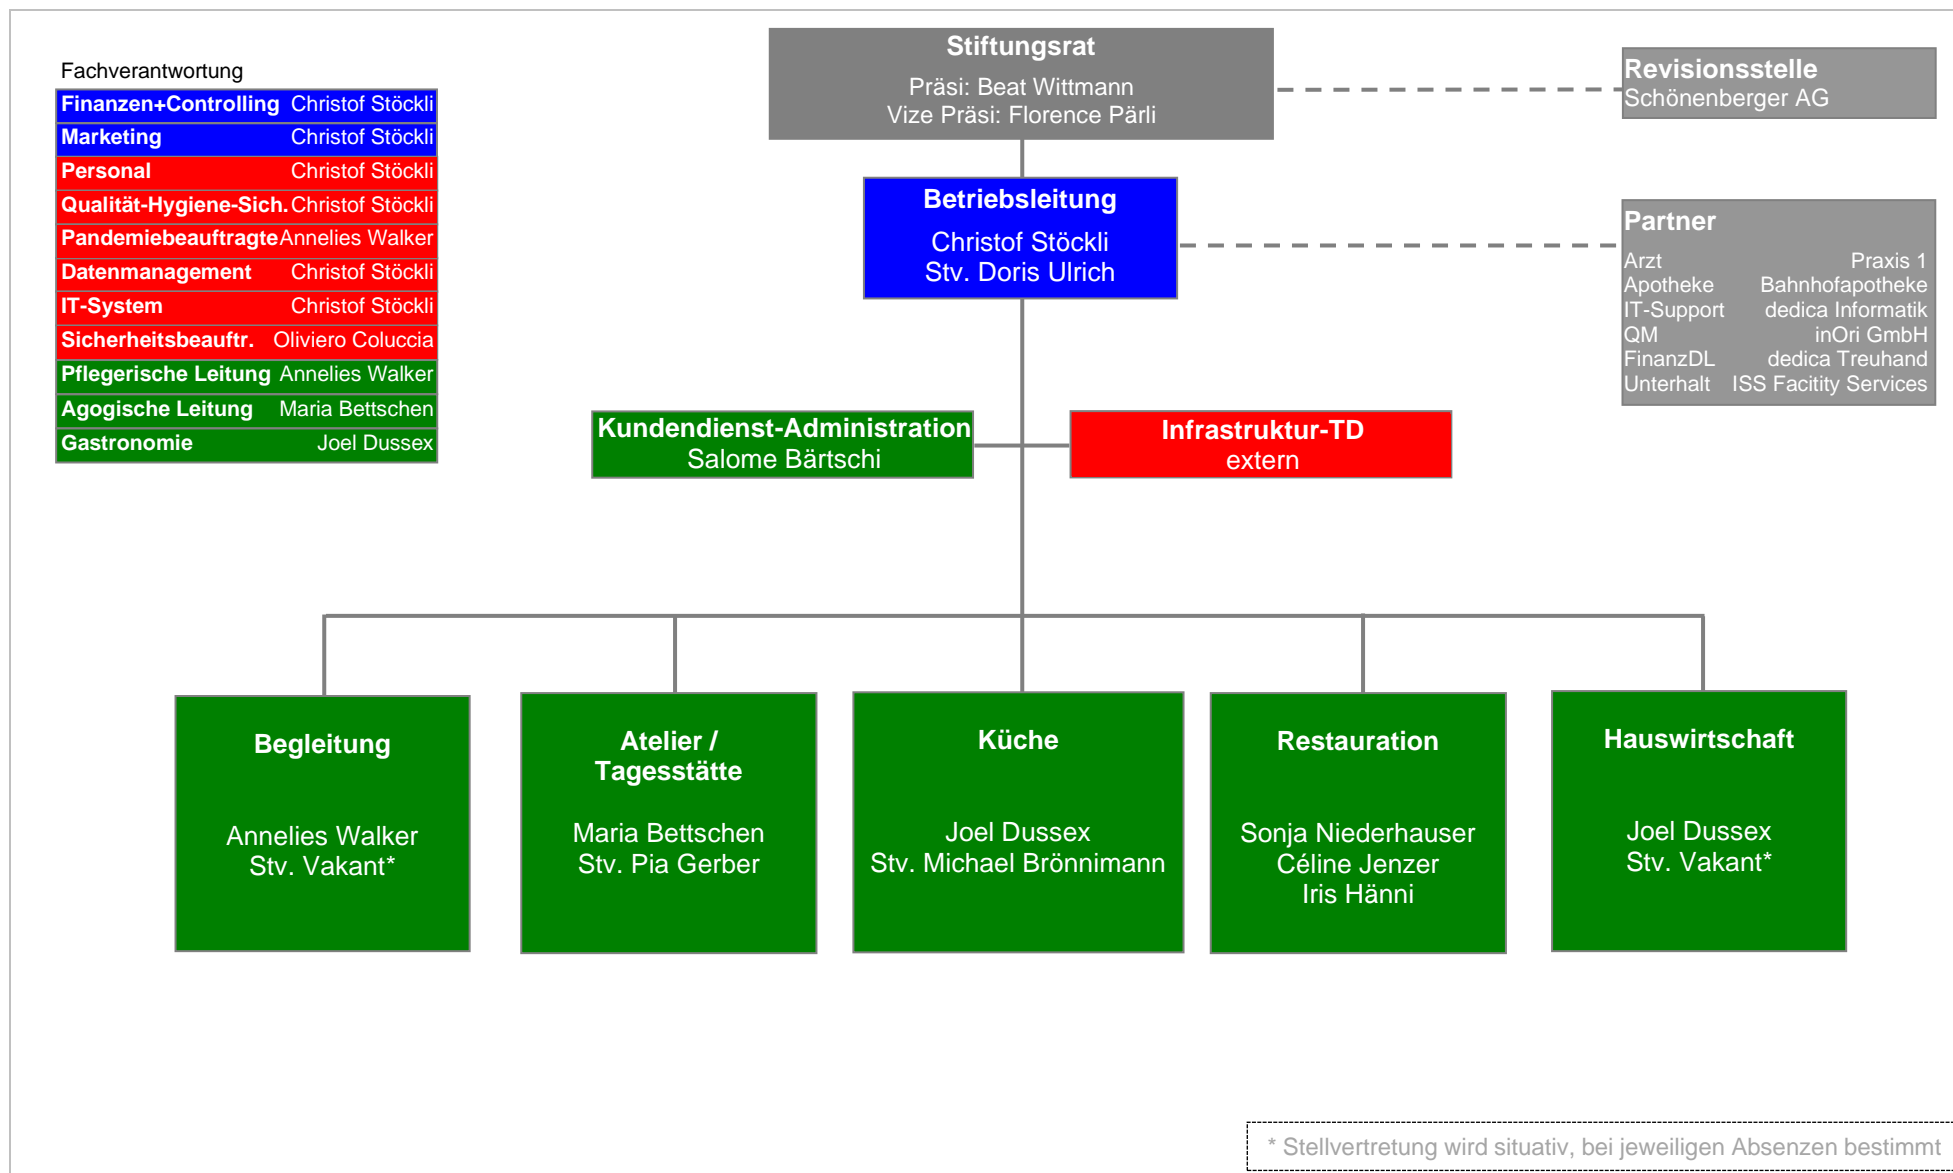 Fachverantwortung
Finanzen+Controlling Christof Stöckli
Marketing Christof Stöckli
Personal Christof Stöckli
Qualität-Hygiene-Sich. Christof Stöckli
Pandemiebeauftragte Annelies Walker
Datenmanagement Christof Stöckli
IT-System Christof Stöckli
Sicherheitsbeauftr. Oliviero Coluccia
Pflegerische Leitung Annelies Walker
Agogische Leitung Maria Bettschen
Gastronomie Joel Dussex
Stiftungsrat
Präsi: Beat Wittmann
Vize Präsi: Florence Pärli
Revisionsstelle
Schönenberger AG
Betriebsleitung
Christof Stöckli
Stv. Doris Ulrich
Partner
Arzt Praxis 1
Apotheke Bahnhofapotheke
IT-Support dedica Informatik
QM inOri GmbH
FinanzDL dedica Treuhand
Unterhalt ISS Facitity Services
Kundendienst-Administration
Salome Bärtschi
Infrastruktur-TD
extern
Begleitung
Annelies Walker
Stv. Vakant*
Atelier /
Tagesstätte
Maria Bettschen
Stv. Pia Gerber
Küche
Joel Dussex
Stv. Michael Brönnimann
Restauration
Sonja Niederhauser
Céline Jenzer
Iris Hänni
Hauswirtschaft
Joel Dussex
Stv. Vakant*
* Stellvertretung wird situativ, bei jeweiligen Absenzen bestimmt